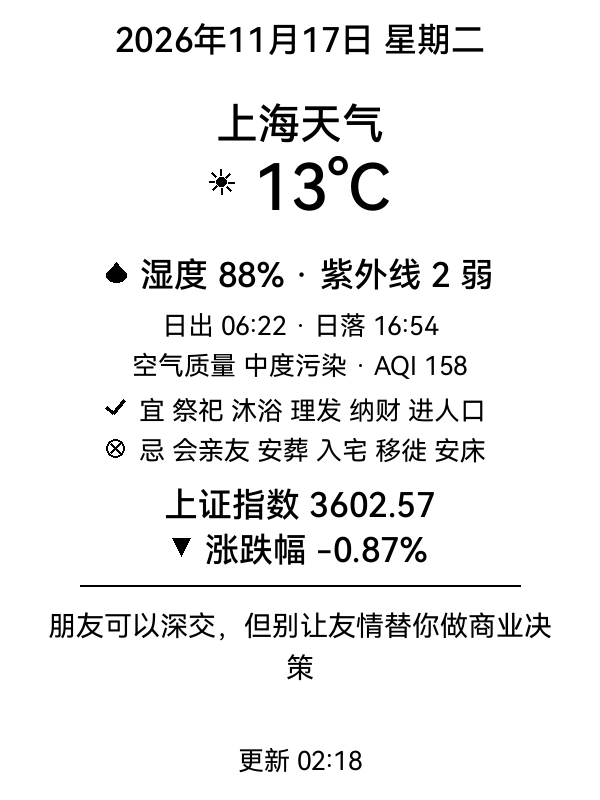 2026年11月17日 星期二
上海天气
13°C
湿度 88% · 紫外线 2 弱
日出 06:22 · 日落 16:54
空气质量 中度污染 · AQI 158
宜 祭祀 沐浴 理发 纳财 进人口
忌 会亲友 安葬 入宅 移徙 安床
上证指数 3602.57
▼ 涨跌幅 -0.87%
朋友可以深交，但别让友情替你做商业决
策
更新 02:18